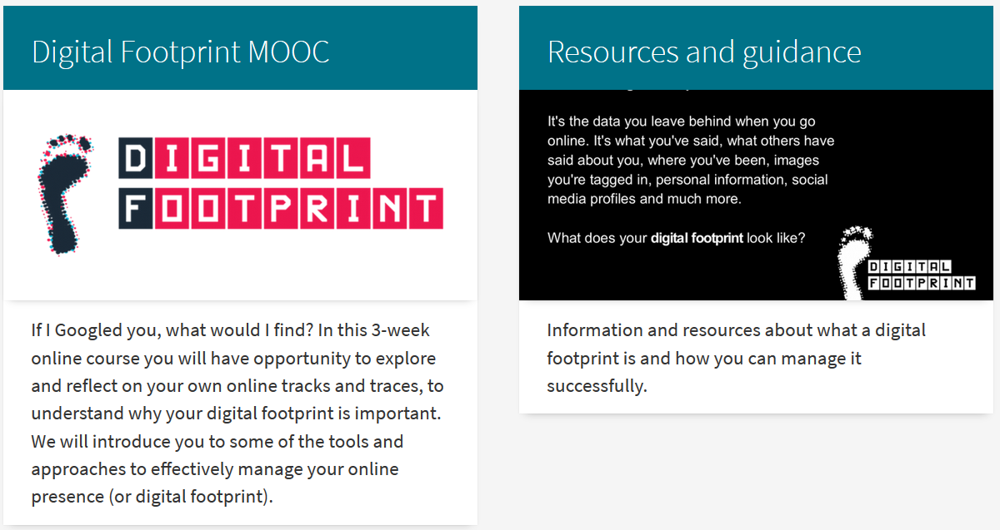 Digital Footprint MOOC
DIGITAL
FOOTPRINT
If I Googled you, what would I find? In this 3-week
online course you will have opportunity to explore
and reflect on your own online tracks and traces, to
understand why your digital footprint is important.
We will introduce you to some of the tools and
approaches to effectively manage your online
presence (or digital footprint).
Resources and guidance
It's the data you leave behind when you go
online. It's what you've said, what others have
said about you, where you've been, images
you're tagged in, personal information, social
media profiles and much more.
What does your digital footprint look like?
DIGITAL
FOOTPRINT
Information and resources about what a digital
footprint is and how you can manage it
successfully.